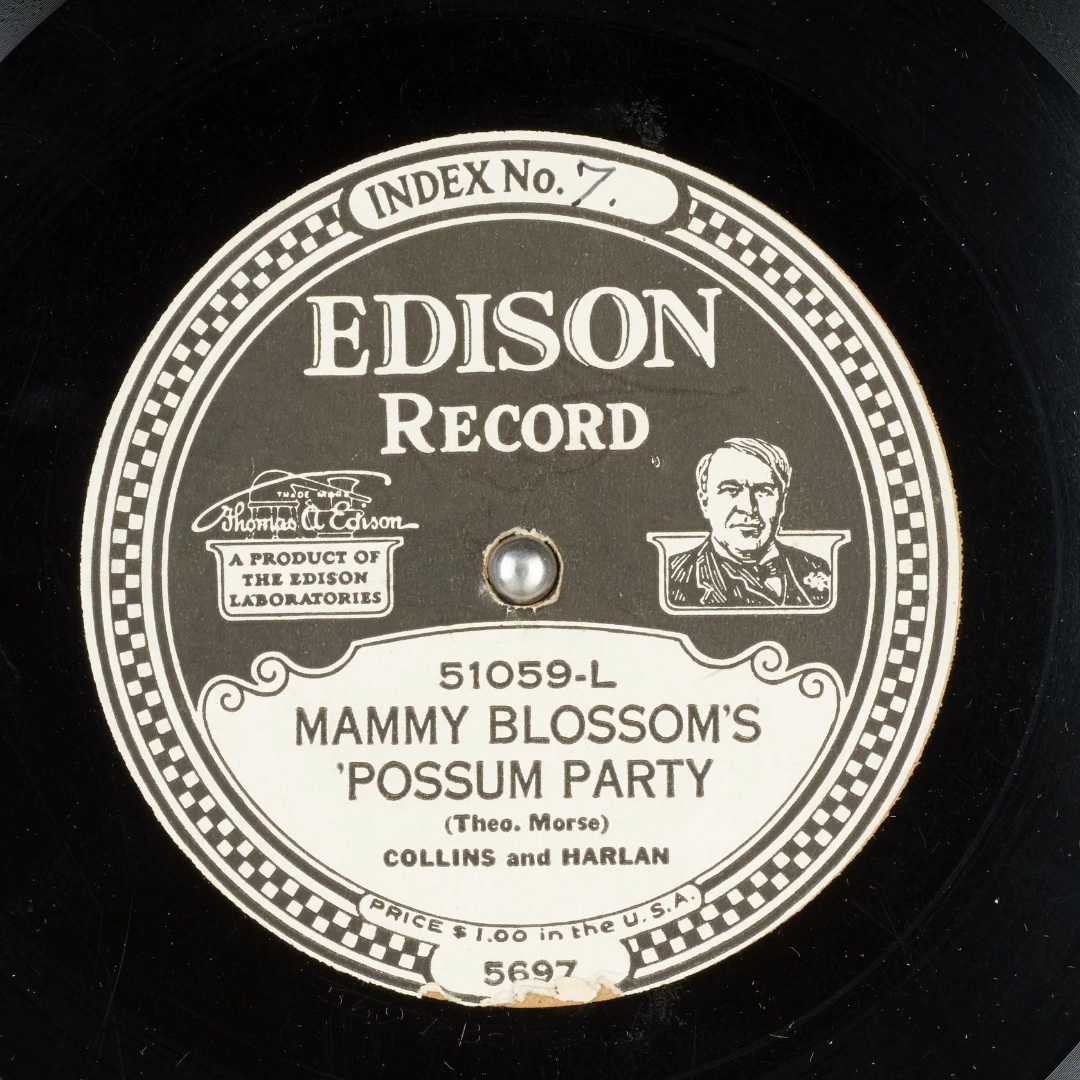 INDEX No. 7.
EDISON
RECORD
TRADE MARK
Thomas A Edison
A PRODUCT OF
THE EDISON
LABORATORIES
51059-L
MAMMY BLOSSOM'S
'POSSUM PARTY
(Theo. Morse)
COLLINS and HARLAN
PRICE $1.00 in the U.S.A.
5697